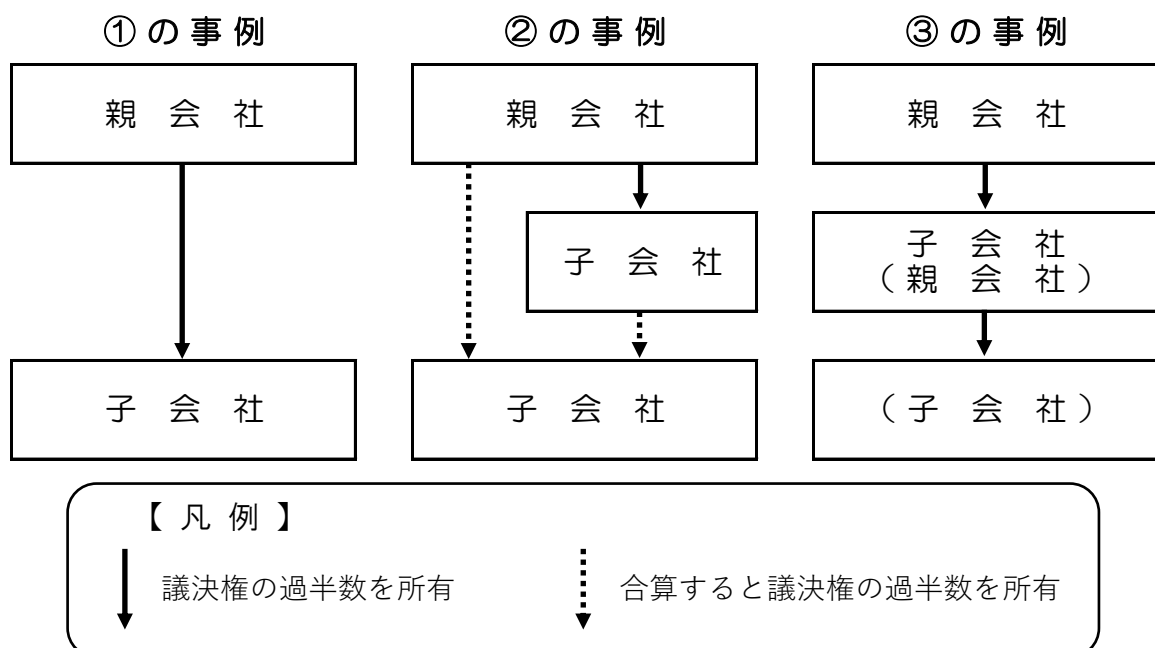 ①の事例
親会社
子会社
②の事例
親会社
子会社
子会社
③の事例
親会社
子会社
（親会社）
（子会社）
【凡例】
議決権の過半数を所有
合算すると議決権の過半数を所有